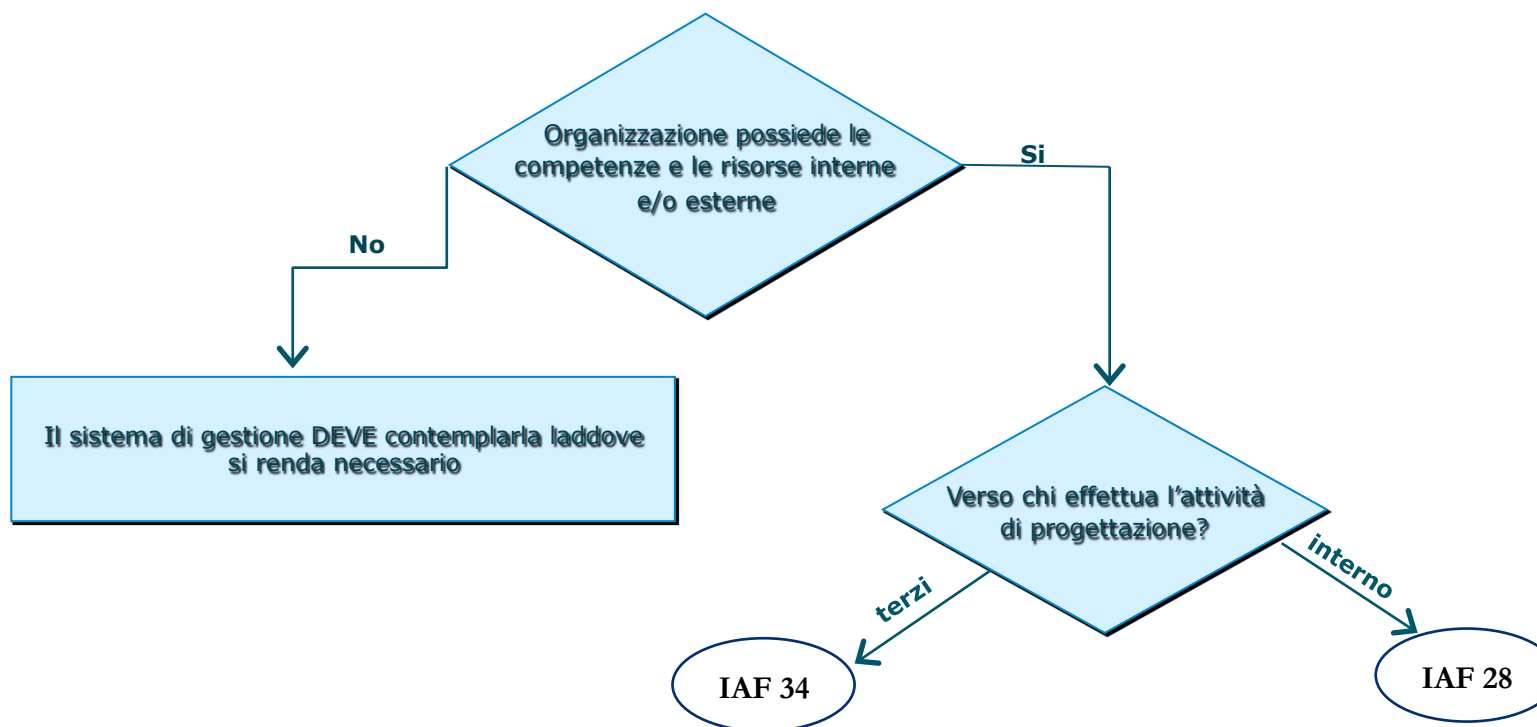 Organizzazione possiede le
competenze e le risorse interne
e/o esterne
Si
No
Il sistema di gestione DEVE contemplarla laddove
si renda necessario
Verso chi effettua l’attività
di progettazione?
terzi
interno
IAF 34
IAF 28